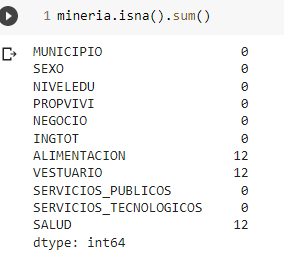 1 mineria.isna().sum()
MUNICIPIO 0
SEXO 0
NIVELEDU 0
PROPVIVI 0
NEGOCIO 0
INGTOT 0
ALIMENTACION 12
VESTUARIO 12
SERVICIOS_PUBLICOS 0
SERVICIOS_TECNOLOGICOS 0
SALUD 12
dtype: int64